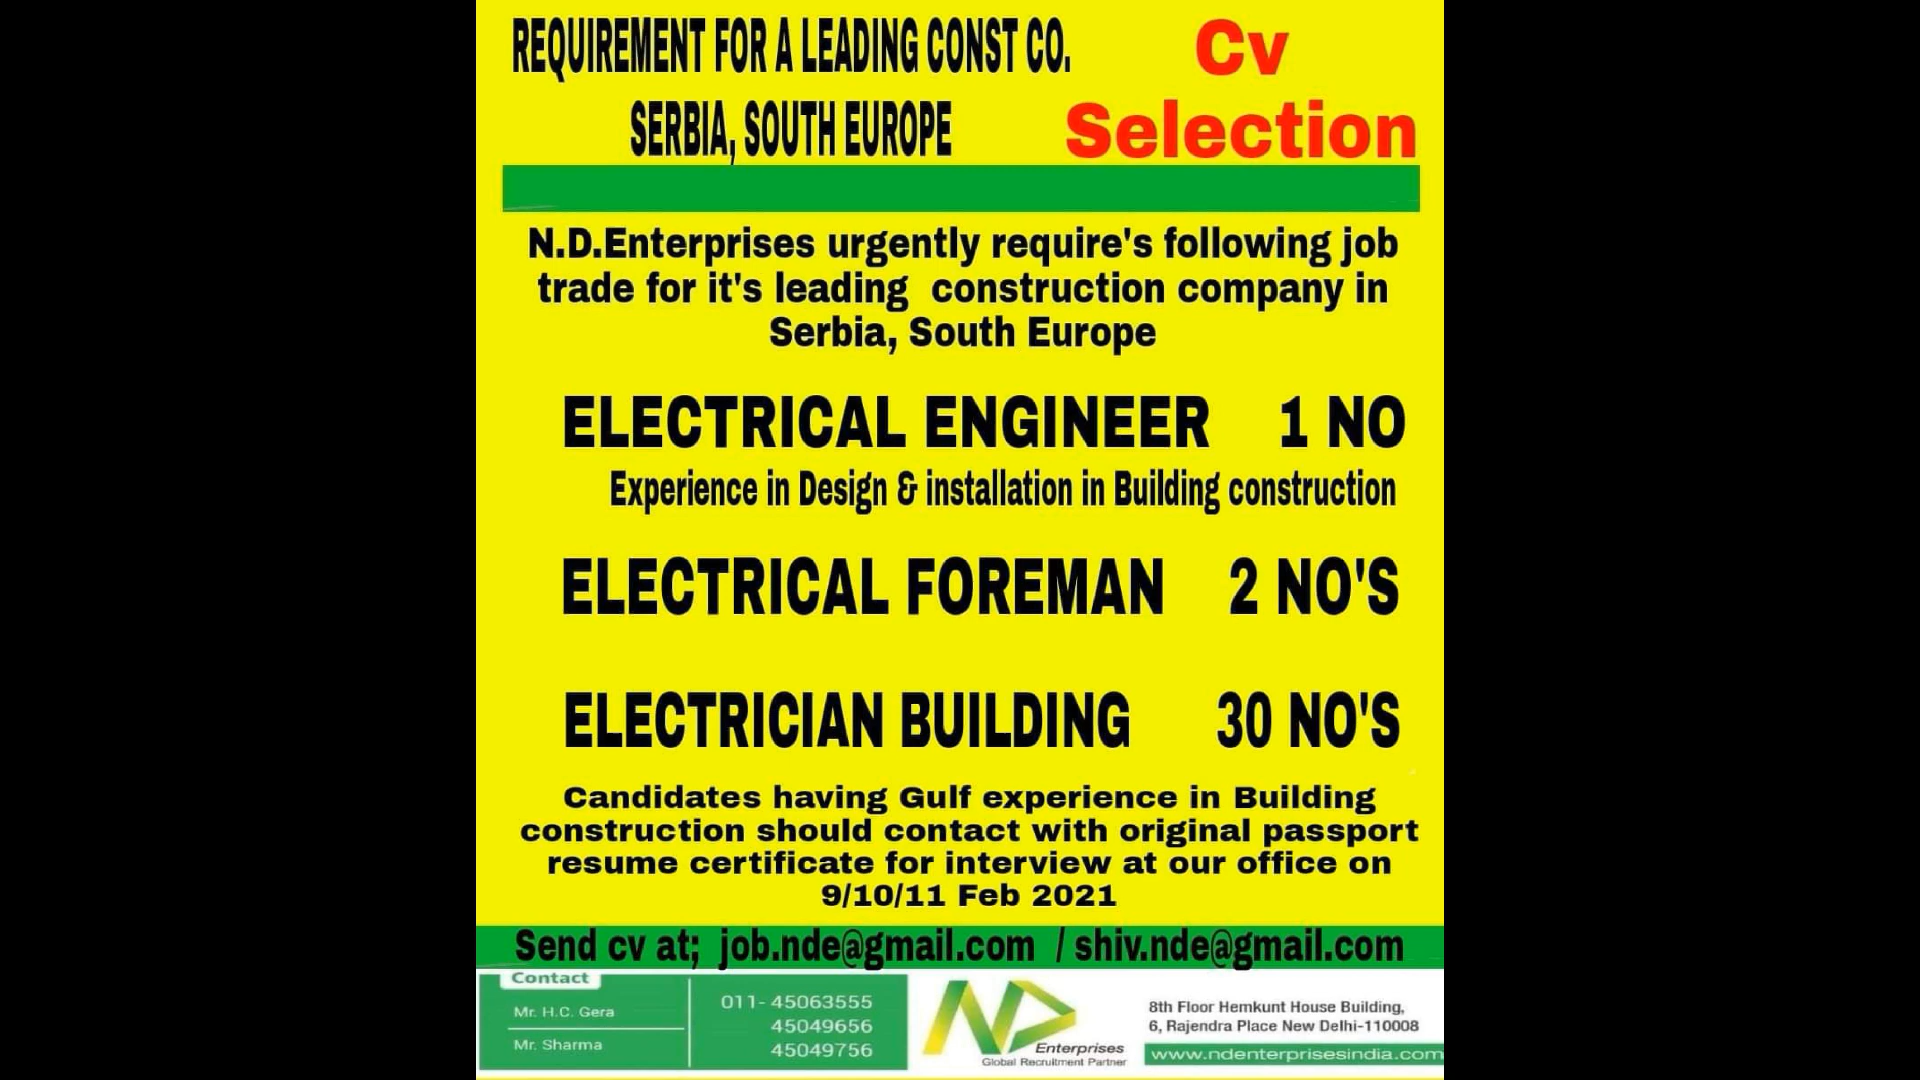 REQUIREMENT FOR A LEADING CONST CO.
SERBIA, SOUTH EUROPE
Cv
Selection
N.D.Enterprises urgently require's following job
trade for it's leading construction company in
Serbia, South Europe
ELECTRICAL ENGINEER 1 NO
Experience in Design & installation in Building construction
ELECTRICAL FOREMAN 2 NO'S
ELECTRICIAN BUILDING 30 NO'S
Candidates having Gulf experience in Building
construction should contact with original passport
resume certificate for interview at our office on
9/10/11 Feb 2021
Send cv at; job.nde@gmail.com / shiv.nde@gmail.com
Contact
Mr. H.C. Gera
Mr. Sharma
011- 45063555
45049656
45049756
ND
Enterprises
Global Recruitment Partner
8th Floor Hemkunt House Building,
6, Rajendra Place New Delhi-110008
www.ndenterprisesindia.com